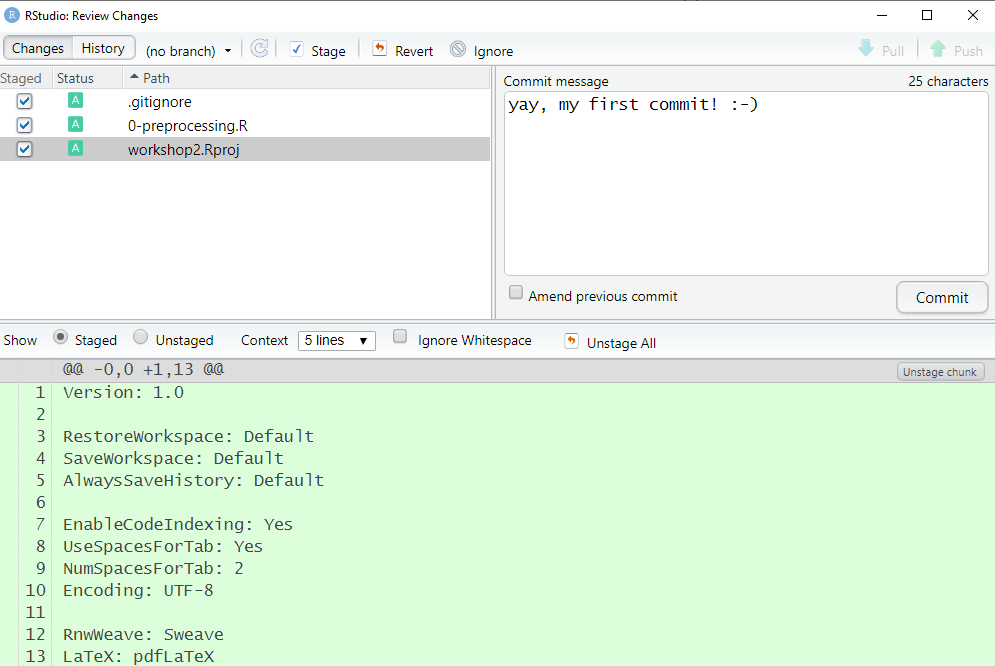 RStudio: Review Changes
Changes History (no branch) Stage Revert Ignore Pull Push
Staged Status Path
A .gitignore
A 0-preprocessing.R
A workshop2.Rproj
Commit message 25 characters
yay, my first commit! :-)
Amend previous commit Commit
Show Staged Unstaged Context 5 lines Ignore Whitespace Unstage All
@@ -0,0 +1,13 @@ Unstage chunk
1 Version: 1.0
2
3 RestoreWorkspace: Default
4 SaveWorkspace: Default
5 AlwaysSaveHistory: Default
6
7 EnableCodeIndexing: Yes
8 UseSpacesForTab: Yes
9 NumSpacesForTab: 2
10 Encoding: UTF-8
11
12 RnwWeave: Sweave
13 LaTeX: pdfLaTeX